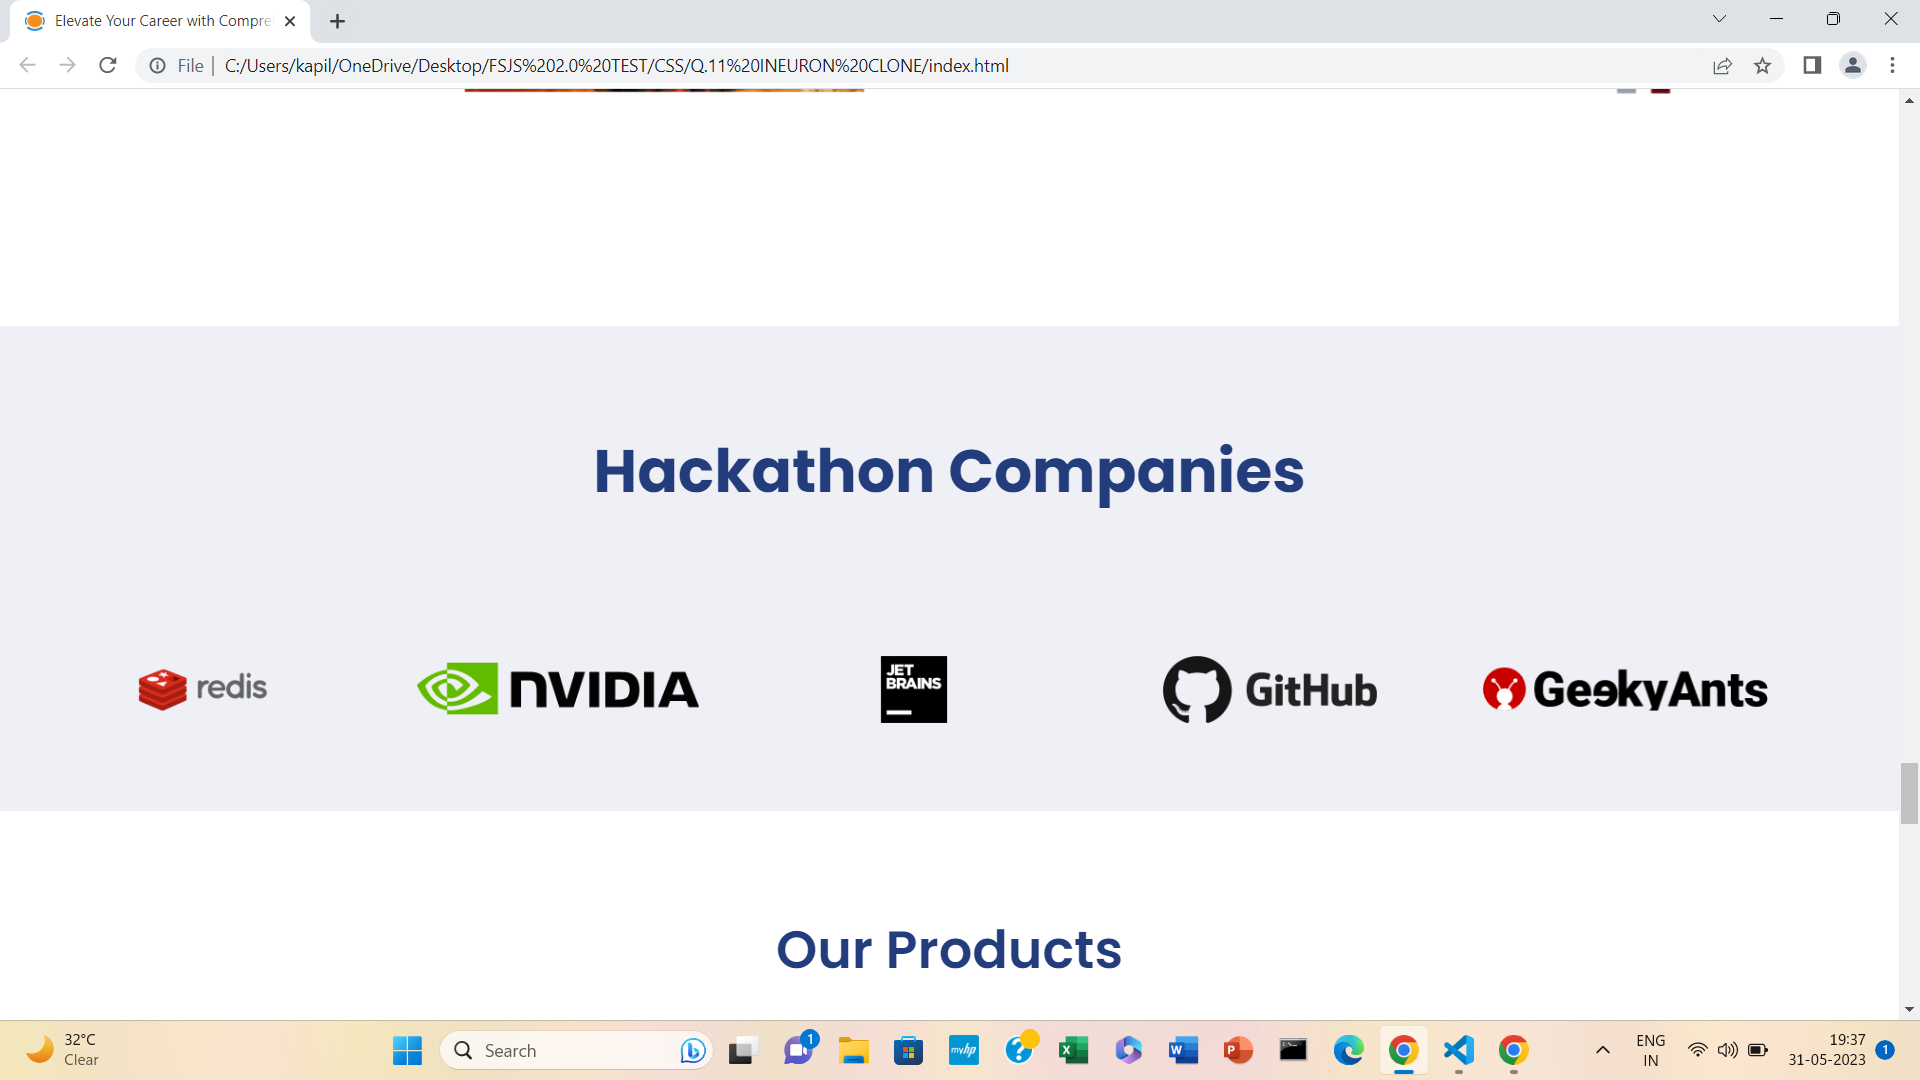 Elevate Your Career with Compre
File | C:/Users/kapil/OneDrive/Desktop/FSJS%202.0%20TEST/CSS/Q.11%20INEURON%20CLONE/index.html
Hackathon Companies
redis
NVIDIA
JET
BRAINS
GitHub
GeekyAnts
Our Products
32°C
Clear
Search
1
myhp
ENG
IN
19:37
31-05-2023
1